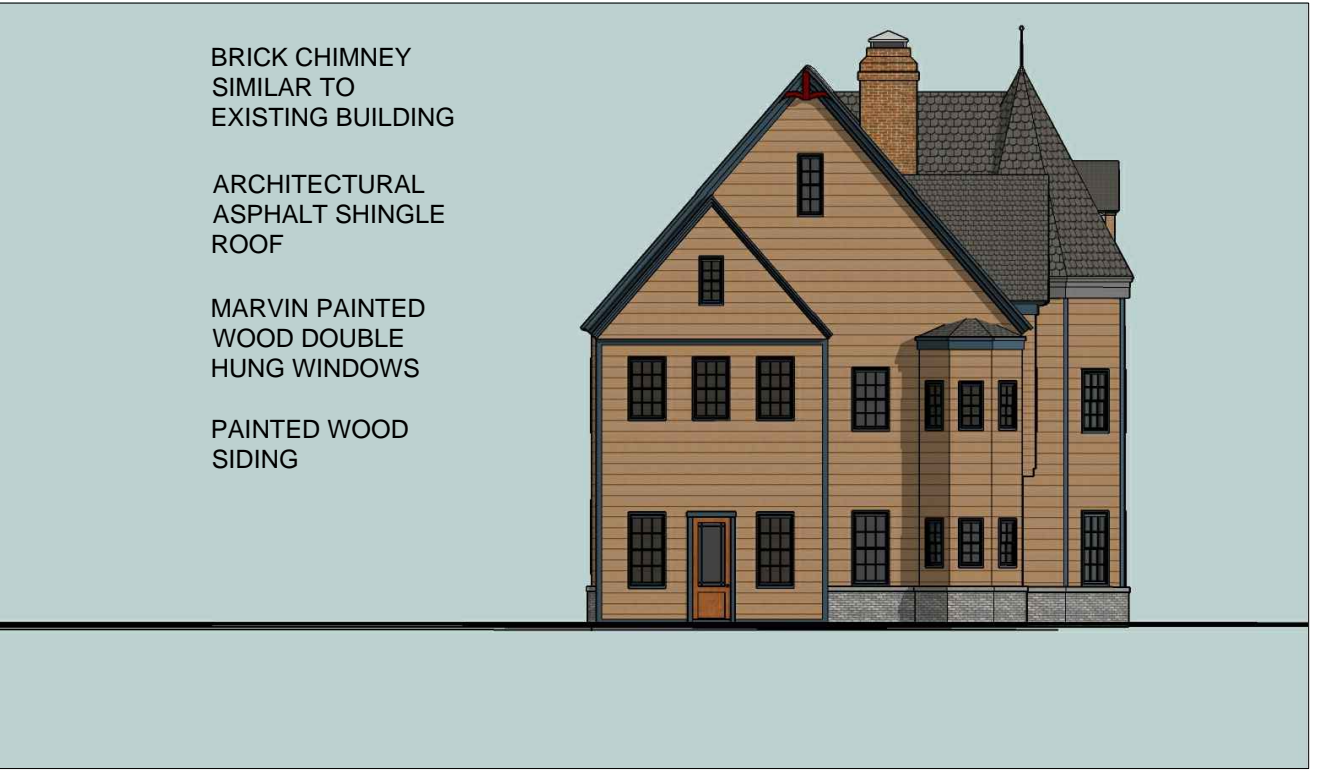 BRICK CHIMNEY
SIMILAR TO
EXISTING BUILDING
ARCHITECTURAL
ASPHALT SHINGLE
ROOF
MARVIN PAINTED
WOOD DOUBLE
HUNG WINDOWS
PAINTED WOOD
SIDING